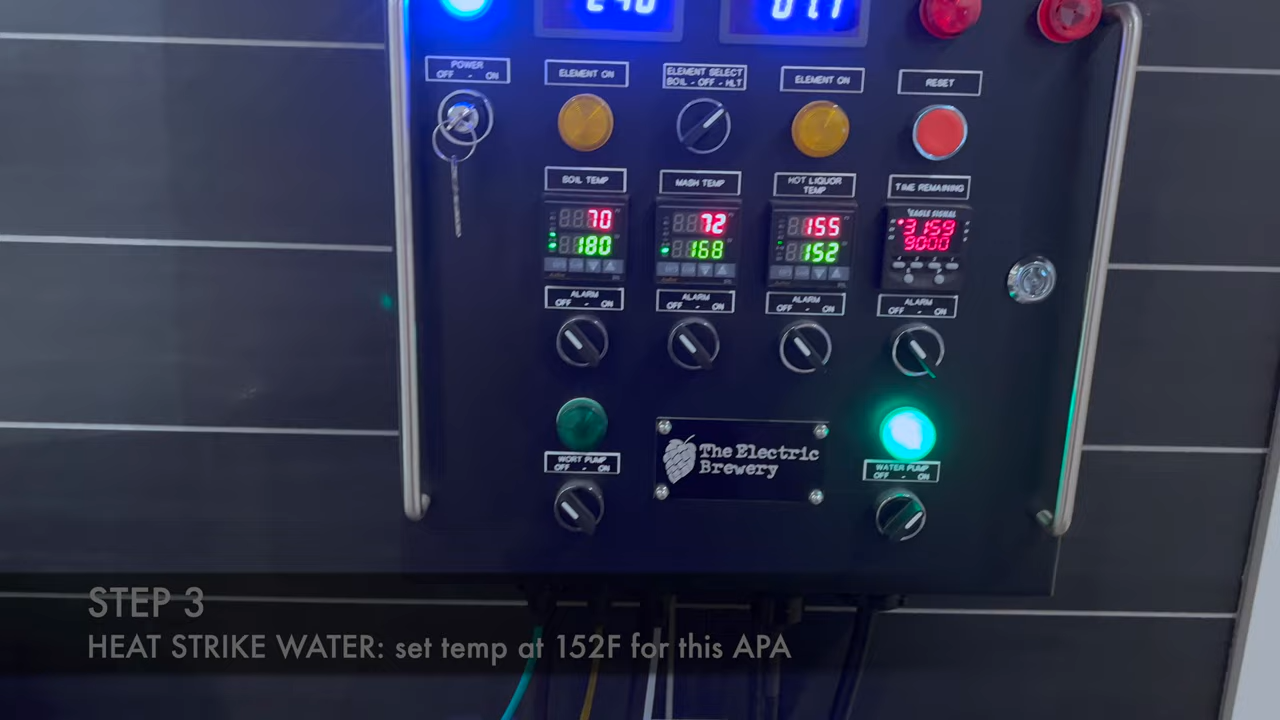 240
POWER
OFF - ON
ELEMENT ON
ELEMENT SELECT
BOIL - OFF - HLT
ELEMENT ON
RESET
BOIL TEMP
MASH TEMP
HOT LIQUOR
TEMP
TIME REMAINING
70
180
72
168
155
152
EAGLE SIGNAL
3159
9000
ALARM
OFF - ON
ALARM
OFF - ON
ALARM
OFF - ON
ALARM
OFF - ON
The Electric
Brewery
WORT PUMP
OFF - ON
WATER PUMP
OFF - ON
STEP 3
HEAT STRIKE WATER: set temp at 152F for this APA